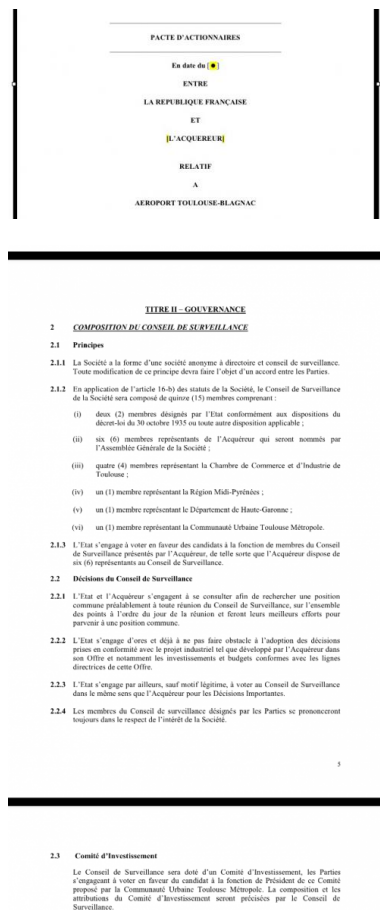 PACTE D'ACTIONNAIRES
En date du [●]
ENTRE
LA REPUBLIQUE FRANÇAISE
ET
[L'ACQUEREUR]
RELATIF
A
AEROPORT TOULOUSE-BLAGNAC
TITRE II – GOUVERNANCE
2 COMPOSITION DU CONSEIL DE SURVEILLANCE
2.1 Principes
2.1.1 La Société a la forme d'une société anonyme à directoire et conseil de surveillance.
Toute modification de ce principe devra faire l'objet d'un accord entre les Parties.
2.1.2 En application de l'article 16-b) des statuts de la Société, le Conseil de Surveillance
de la Société sera composé de quinze (15) membres comprenant :
(i) deux (2) membres désignés par l'Etat conformément aux dispositions du
décret-loi du 30 octobre 1935 ou toute autre disposition applicable ;
(ii) six (6) membres représentants de l'Acquéreur qui seront nommés par
l'Assemblée Générale de la Société ;
(iii) quatre (4) membres représentant la Chambre de Commerce et d'Industrie de
Toulouse ;
(iv) un (1) membre représentant la Région Midi-Pyrénées ;
(v) un (1) membre représentant le Département de Haute-Garonne ;
(vi) un (1) membre représentant la Communauté Urbaine Toulouse Métropole.
2.1.3 L'Etat s'engage à voter en faveur des candidats à la fonction de membres du Conseil
de Surveillance présentés par l'Acquéreur, de telle sorte que l'Acquéreur dispose de
six (6) représentants au Conseil de Surveillance.
2.2 Décisions du Conseil de Surveillance
2.2.1 L'Etat et l'Acquéreur s'engagent à se consulter afin de rechercher une position
commune préalablement à toute réunion du Conseil de Surveillance, sur l'ensemble
des points à l'ordre du jour de la réunion et feront leurs meilleurs efforts pour
parvenir à une position commune.
2.2.2 L'Etat s'engage d'ores et déjà à ne pas faire obstacle à l'adoption des décisions
prises en conformité avec le projet industriel tel que développé par l'Acquéreur dans
son Offre et notamment les investissements et budgets conformes avec les lignes
directrices de cette Offre.
2.2.3 L'Etat s'engage par ailleurs, sauf motif légitime, à voter au Conseil de Surveillance
dans le même sens que l'Acquéreur pour les Décisions Importantes.
2.2.4 Les membres du Conseil de surveillance désignés par les Parties se prononceront
toujours dans le respect de l'intérêt de la Société.
5
2.3 Comité d'Investissement
Le Conseil de Surveillance sera doté d'un Comité d'Investissement, les Parties
s'engageant à voter en faveur du candidat à la fonction de Président de ce Comité
proposé par la Communauté Urbaine Toulouse Métropole. La composition et les
attributions du Comité d'Investissement seront précisées par le Conseil de
Surveillance.